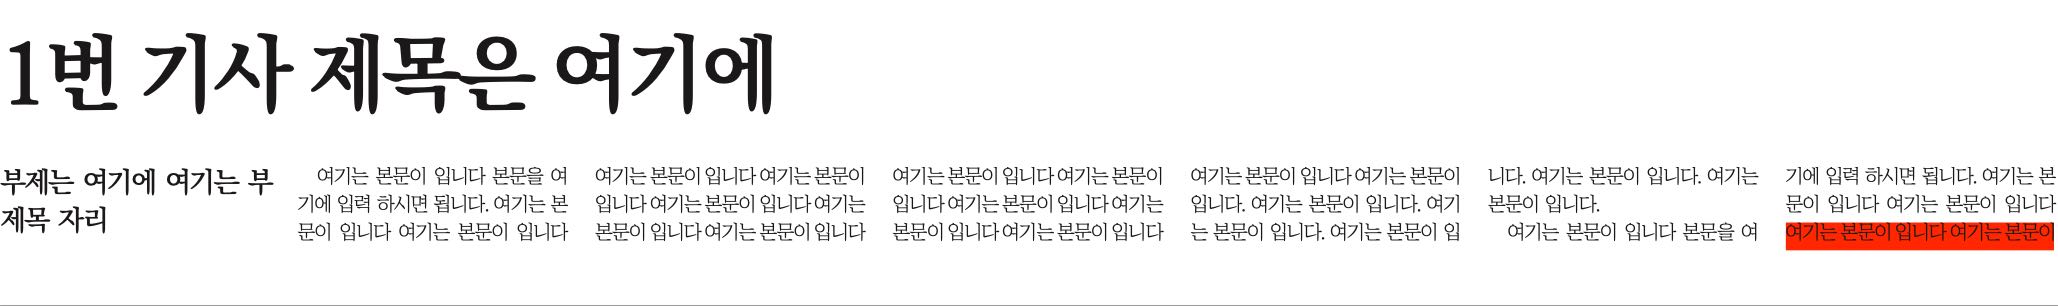 1번 기사 제목은 여기에
부제는 여기에 여기는 부
제목 자리
여기는 본문이 입니다 본문을 여
기에 입력 하시면 됩니다. 여기는 본
문이 입니다 여기는 본문이 입니다
여기는 본문이 입니다 여기는 본문이
입니다 여기는 본문이 입니다 여기는
본문이 입니다 여기는 본문이 입니다
여기는 본문이 입니다 여기는 본문이
입니다 여기는 본문이 입니다 여기는
본문이 입니다 여기는 본문이 입니다
여기는 본문이 입니다 여기는 본문이
입니다. 여기는 본문이 입니다. 여기
는 본문이 입니다. 여기는 본문이 입
니다. 여기는 본문이 입니다. 여기는
본문이 입니다.
여기는 본문이 입니다 본문을 여
기에 입력 하시면 됩니다. 여기는 본
문이 입니다 여기는 본문이 입니다
여기는 본문이 입니다 여기는 본문이